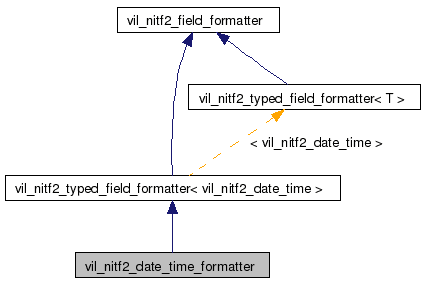 vil_nitf2_field_formatter
vil_nitf2_typed_field_formatter< T >
< vil_nitf2_date_time >
vil_nitf2_typed_field_formatter< vil_nitf2_date_time >
vil_nitf2_date_time_formatter